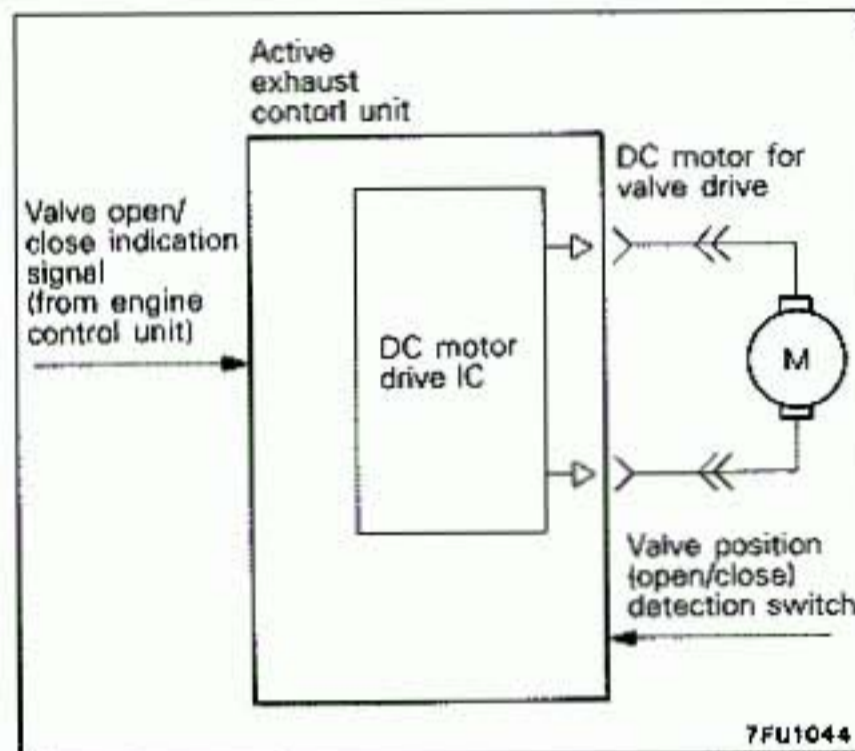 Active
exhaust
contorl unit
DC motor for
valve drive
Valve open/
close indication
signal
(from engine
control unit)
DC motor
drive IC
M
Valve position
(open/close)
detection switch
7FU1044